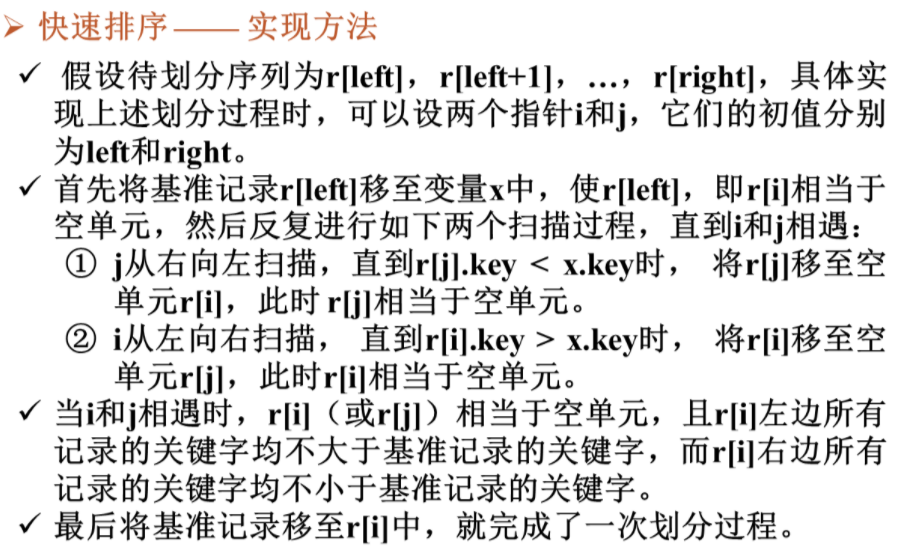 ➢ 快速排序——实现方法
✓ 假设待划分序列为r[left]，r[left+1]，…，r[right]，具体实
现上述划分过程时，可以设两个指针i和j，它们的初值分别
为left和right。
✓ 首先将基准记录r[left]移至变量x中，使r[left]，即r[i]相当于
空单元，然后反复进行如下两个扫描过程，直到i和j相遇：
① j从右向左扫描，直到r[j].key < x.key时， 将r[j]移至空
单元r[i]，此时 r[j]相当于空单元。
② i从左向右扫描， 直到r[i].key > x.key时， 将r[i]移至空
单元r[j]，此时r[i]相当于空单元。
✓ 当i和j相遇时，r[i]（或r[j]）相当于空单元，且r[i]左边所有
记录的关键字均不大于基准记录的关键字，而r[i]右边所有
记录的关键字均不小于基准记录的关键字。
✓ 最后将基准记录移至r[i]中，就完成了一次划分过程。